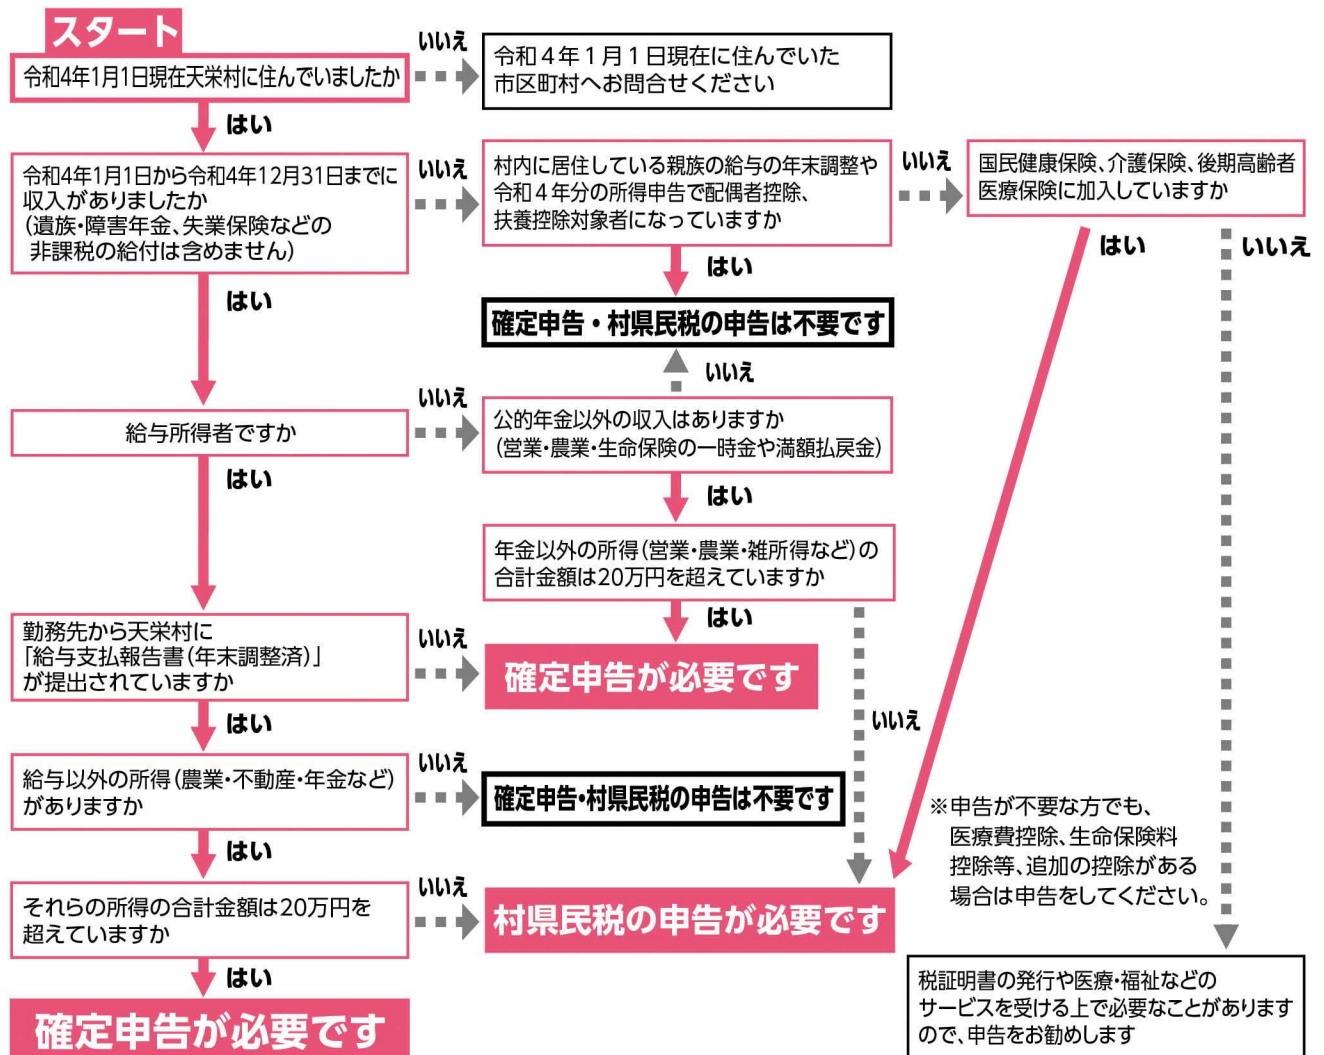 スタート
令和4年1月1日現在天栄村に住んでいましたか
いいえ
令和4年1月1日現在に住んでいた
市区町村へお問合せください
はい
令和4年1月1日から令和4年12月31日までに
収入がありましたか
(遺族・障害年金、失業保険などの
非課税の給付は含めません)
いいえ
村内に居住している親族の給与の年末調整や
令和4年分の所得申告で配偶者控除、
扶養控除対象者になっていますか
いいえ
国民健康保険、介護保険、後期高齢者
医療保険に加入していますか
はい
いいえ
はい
確定申告・村県民税の申告は不要です
はい
いいえ
給与所得者ですか
いいえ
公的年金以外の収入はありますか
(営業・農業・生命保険の一時金や満額払戻金)
はい
はい
年金以外の所得(営業・農業・雑所得など)の
合計金額は20万円を超えていますか
はい
いいえ
勤務先から天栄村に
「給与支払報告書(年末調整済)」
が提出されていますか
いいえ
確定申告が必要です
はい
給与以外の所得(農業・不動産・年金など)
がありますか
いいえ
確定申告・村県民税の申告は不要です
はい
それらの所得の合計金額は20万円を
超えていますか
いいえ
村県民税の申告が必要です
はい
確定申告が必要です
※申告が不要な方でも、
医療費控除、生命保険料
控除等、追加の控除がある
場合は申告をしてください。
税証明書の発行や医療・福祉などの
サービスを受ける上で必要なことがあります
ので、申告をお勧めします